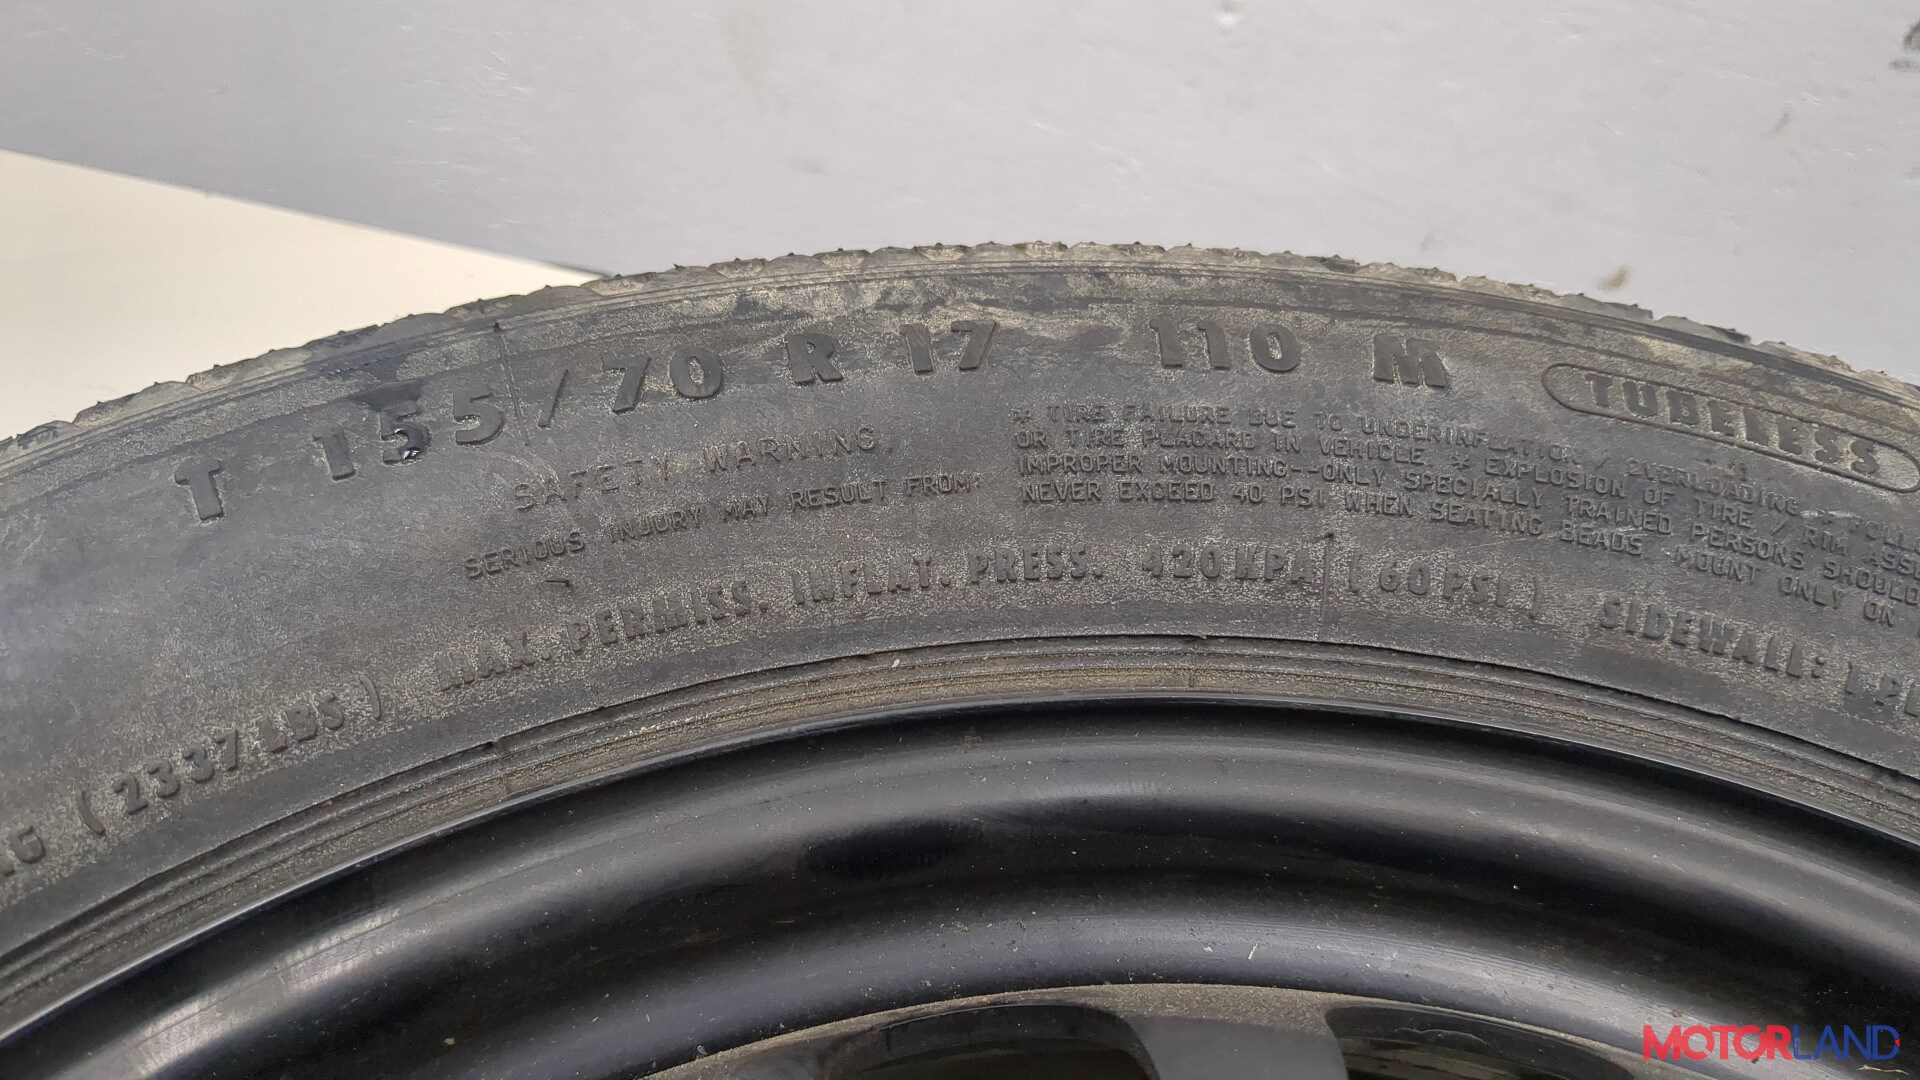 T 155/70 R 17 110 M
TUBELESS
SAFETY WARNING
SERIOUS INJURY MAY RESULT FROM:
* TIRE FAILURE DUE TO UNDERINFLATION / OVERLOADING
OR TIRE PLACARD IN VEHICLE * EXPLOSION OF TIRE / RIM
IMPROPER MOUNTING--ONLY SPECIALLY TRAINED PERSONS SHOULD
NEVER EXCEED 40 PSI WHEN SEATING BEADS. MOUNT ONLY ON
(2337 LBS) MAX. PERMISS. INFLAT. PRESS. 420 KPA (60 PSI) SIDEWALL: 1
MOTORLAND